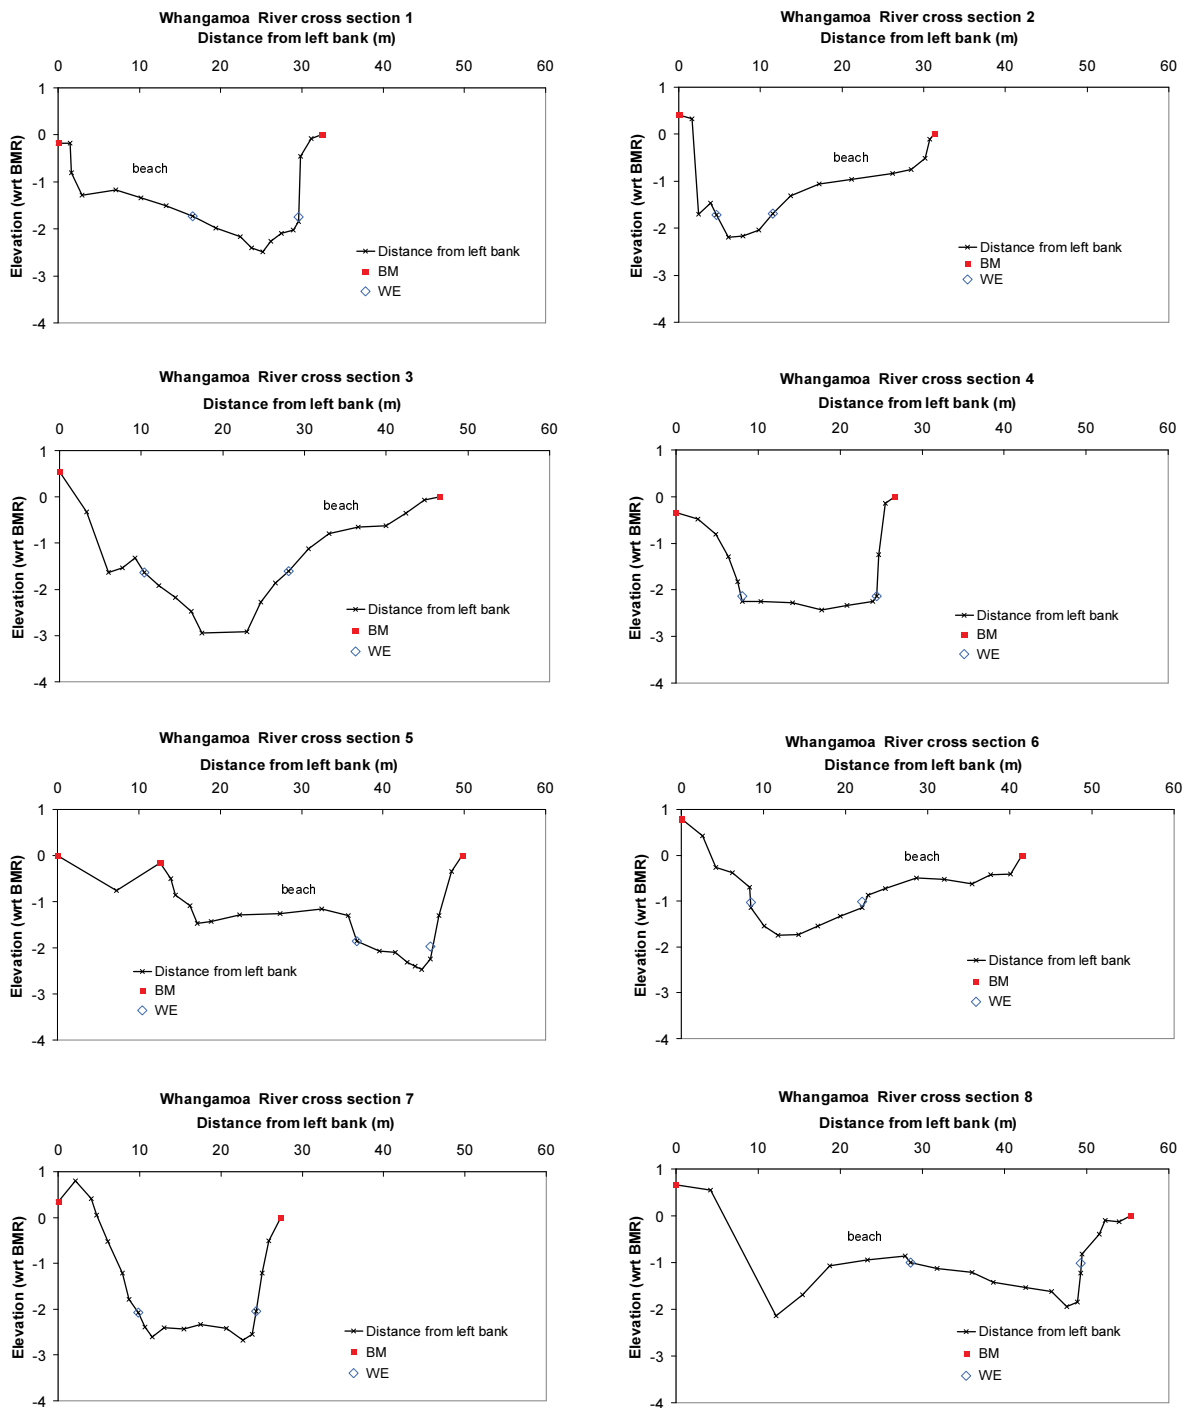 Whangamoa River cross section 1
Distance from left bank (m)
0 10 20 30 40 50 60
1
0
-1
-2
-3
-4
Elevation (wrt BMR)
beach
Distance from left bank
BM
WE
Whangamoa River cross section 2
Distance from left bank (m)
0 10 20 30 40 50 60
1
0
-1
-2
-3
-4
Elevation (wrt BMR)
beach
Distance from left bank
BM
WE
Whangamoa River cross section 3
Distance from left bank (m)
0 10 20 30 40 50 60
1
0
-1
-2
-3
-4
Elevation (wrt BMR)
beach
Distance from left bank
BM
WE
Whangamoa River cross section 4
Distance from left bank (m)
0 10 20 30 40 50 60
1
0
-1
-2
-3
-4
Elevation (wrt BMR)
Distance from left bank
BM
WE
Whangamoa River cross section 5
Distance from left bank (m)
0 10 20 30 40 50 60
1
0
-1
-2
-3
-4
Elevation (wrt BMR)
beach
Distance from left bank
BM
WE
Whangamoa River cross section 6
Distance from left bank (m)
0 10 20 30 40 50 60
1
0
-1
-2
-3
-4
Elevation (wrt BMR)
beach
Distance from left bank
BM
WE
Whangamoa River cross section 7
Distance from left bank (m)
0 10 20 30 40 50 60
1
0
-1
-2
-3
-4
Elevation (wrt BMR)
Distance from left bank
BM
WE
Whangamoa River cross section 8
Distance from left bank (m)
0 10 20 30 40 50 60
1
0
-1
-2
-3
-4
Elevation (wrt BMR)
beach
Distance from left bank
BM
WE